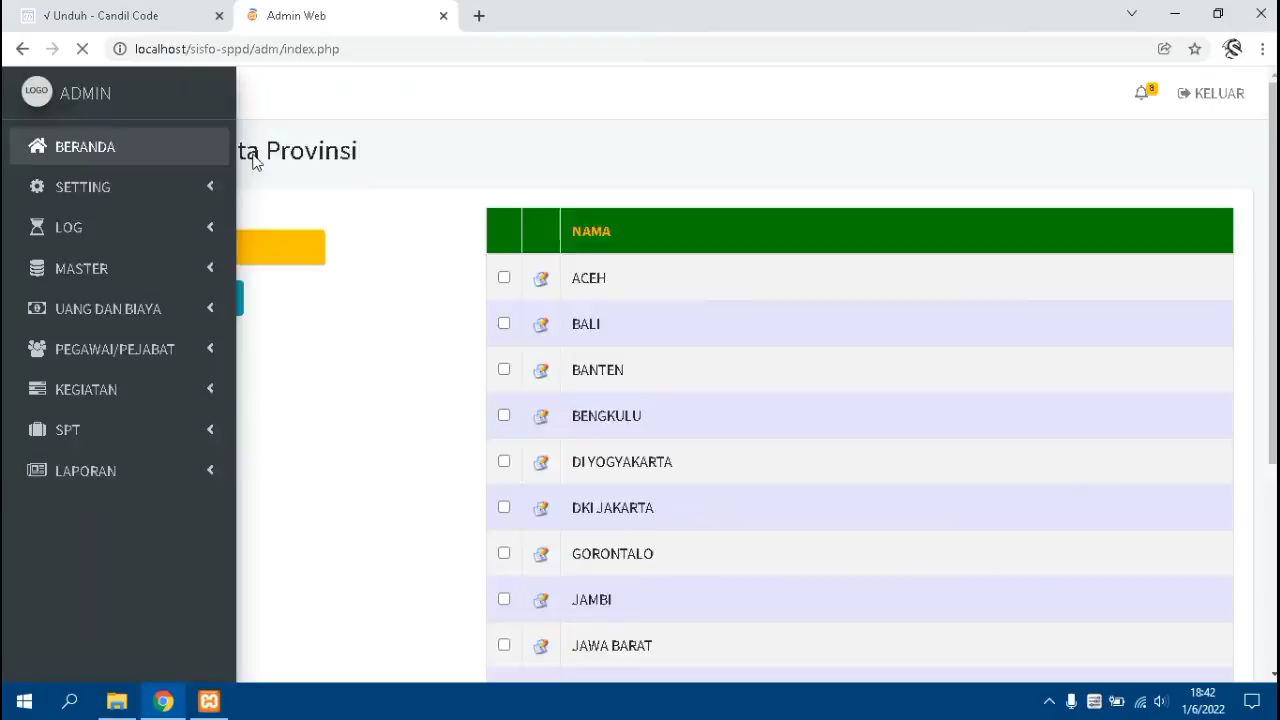 √ Unduh - Candil Code
Admin Web
localhost/sisfo-sppd/adm/index.php
LOGO
ADMIN
8
KELUAR
BERANDA
ta Provinsi
SETTING
LOG
MASTER
UANG DAN BIAYA
PEGAWAI/PEJABAT
KEGIATAN
SPT
LAPORAN
NAMA
ACEH
BALI
BANTEN
BENGKULU
DI YOGYAKARTA
DKI JAKARTA
GORONTALO
JAMBI
JAWA BARAT
18:42
1/6/2022